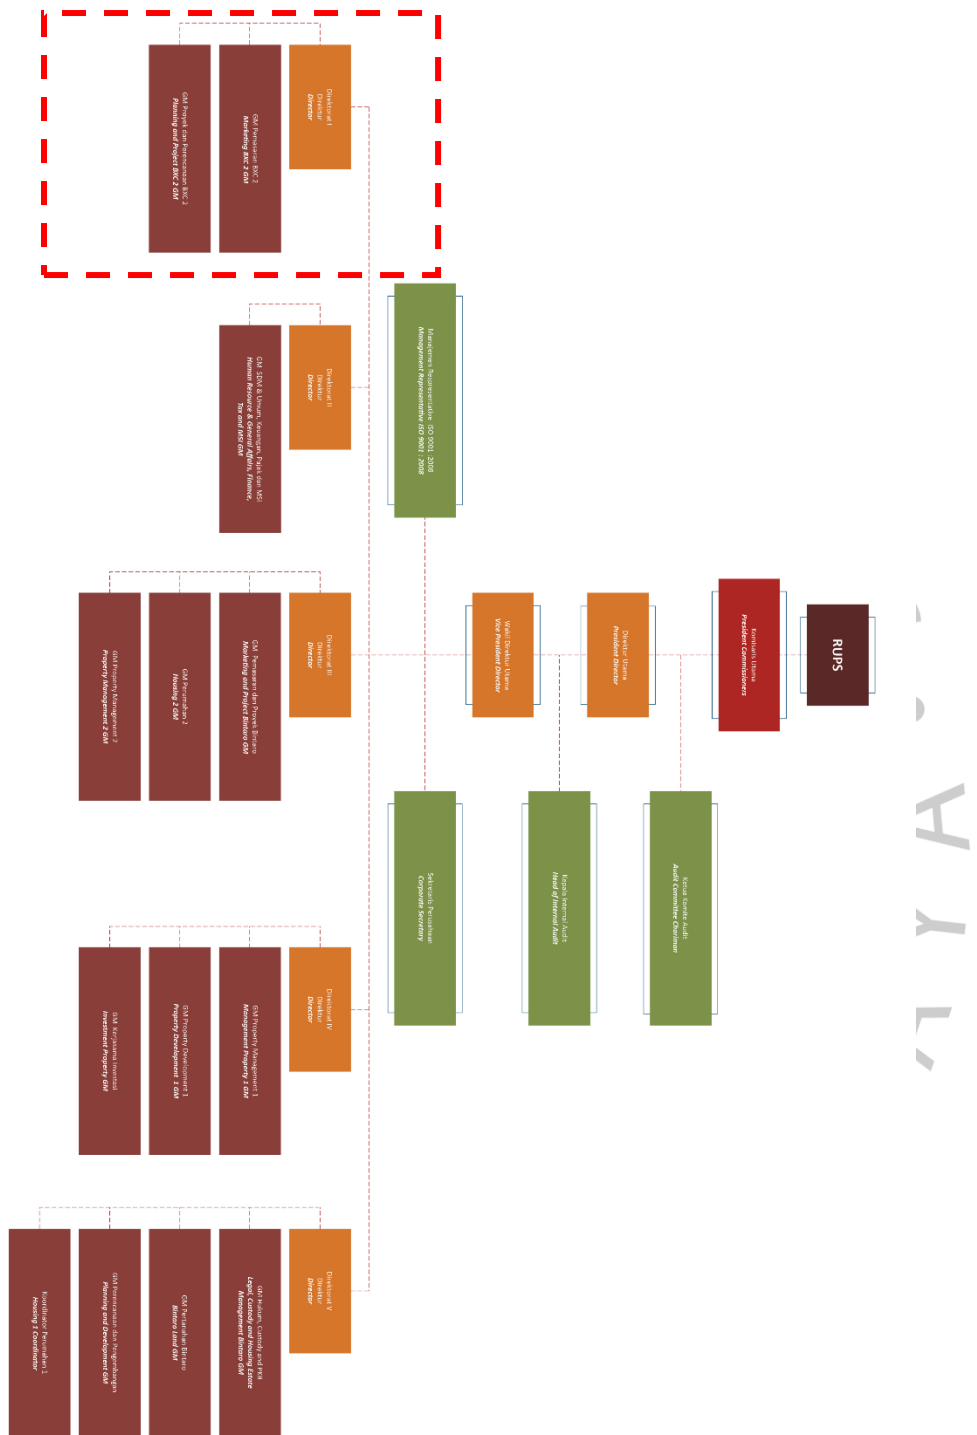 RUPS
Komisaris Utama
President Commissioners
Ketua Komite Audit
Audit Committee Chariman
Direktur Utama
President Director
Kepala Internal Audit
Head of Internal Audit
Wakil Direktur Utama
Vice President Director
Manajemen Representative ISO 9001 : 2008
Management Representative ISO 9001 : 2008
Sekretaris Perusahaan
Corporate Secretary
Direktorat I
Direktur
Director
GM Pemasaran BXC 2
Marketing BXC 2 GM
GM Proyek dan Perencanaan BXC 2
Planning and Project BXC 2 GM
Direktorat II
Direktur
Director
GM SDM & Umum, Keuangan, Pajak dan MSI
Human Resource & General Affairs, Finance,
Tax and MSI GM
Direktorat III
Direktur
Director
GM Pemasaran dan Proyek Bintaro
Marketing and Project Bintaro GM
GM Perumahan 2
Housing 2 GM
GM Property Management 2
Property Management 2 GM
Direktorat IV
Direktur
Director
GM Property Management 1
Management Property 1 GM
GM Property Development 1
Property Development 1 GM
GM Kerjasama Investasi
Investment Property GM
Direktorat V
Direktur
Director
GM Hukum, Custody and PKB
Legal, Custody and Housing Estate
Management Bintaro GM
GM Pertanahan Bintaro
Bintaro Land GM
GM Perencanaan dan Pengembangan
Planning and Development GM
Koordinator Perumahan 1
Housing 1 Coordinator
A
Y